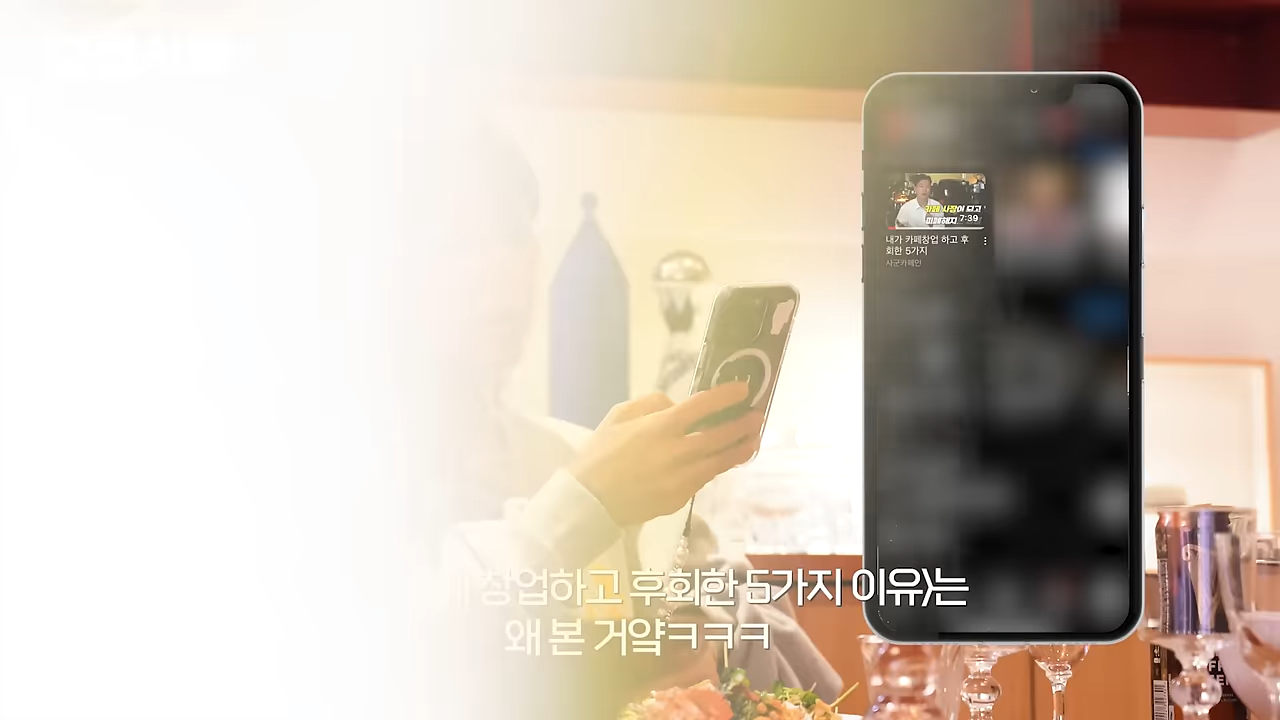 카페 사장이 보고
7:39
내가 카페창업 하고 후
회한 5가지
사군카페인
창업하고 후회한 5가지 이유〉는
왜 본 거얔ㅋㅋㅋ